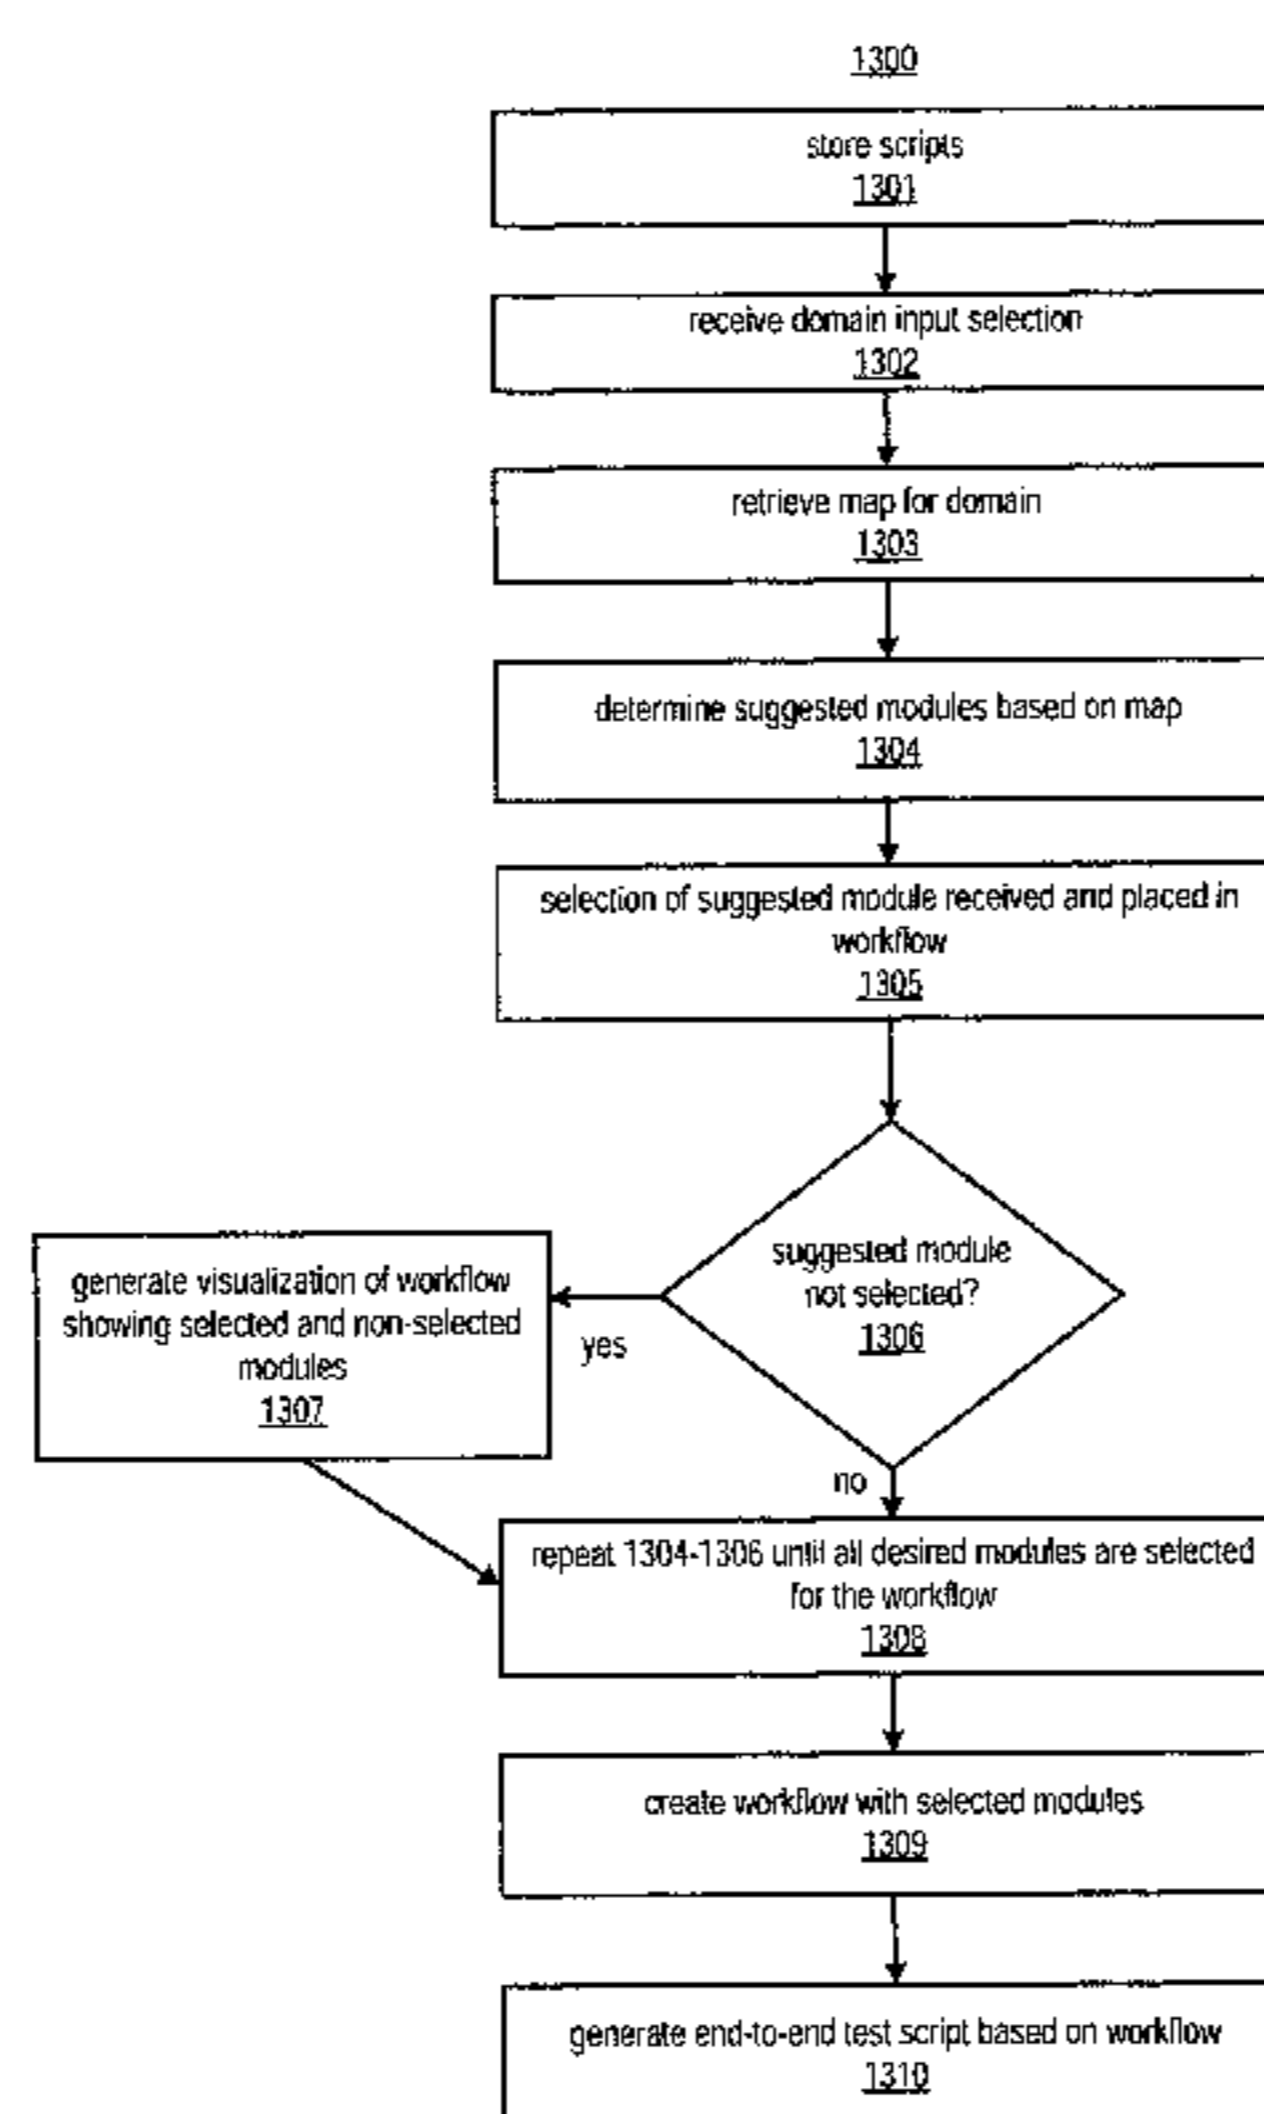 1300
store scripts
1301
receive domain input selection
1302
retrieve map for domain
1303
determine suggested modules based on map
1304
selection of suggested module received and placed in
workflow
1305
suggested module
not selected?
1306
yes
generate visualization of workflow
showing selected and non-selected
modules
1307
no
repeat 1304-1306 until all desired modules are selected
for the workflow
1308
create workflow with selected modules
1309
generate end-to-end test script based on workflow
1310